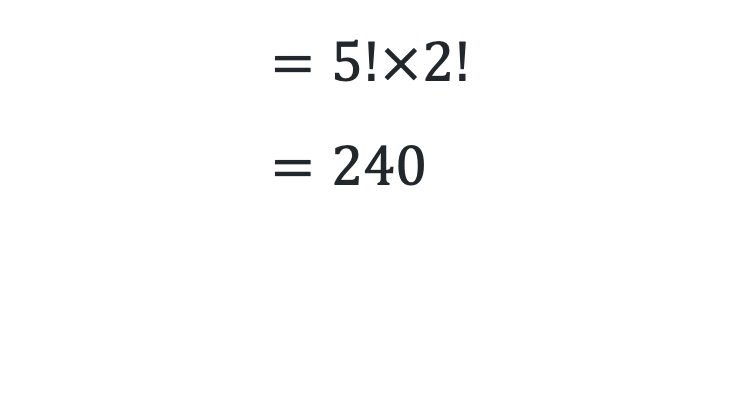 = 5!×2!
= 240